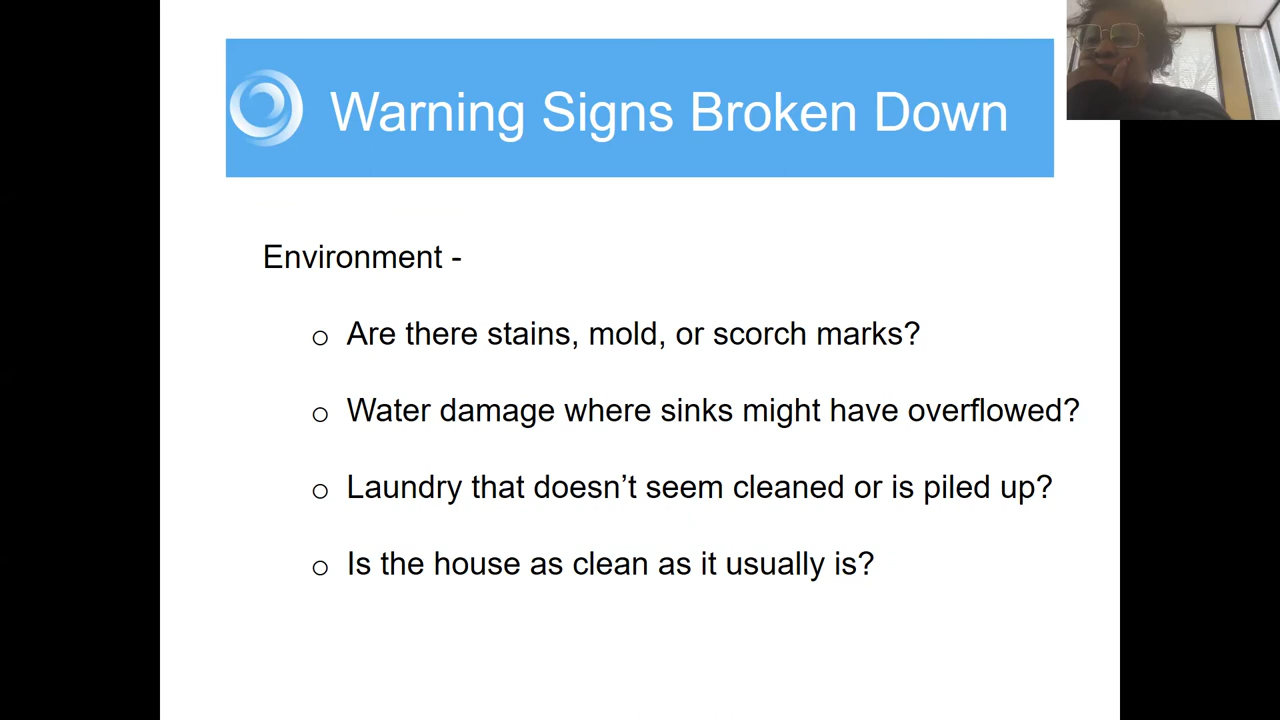 Warning Signs Broken Down
Environment -
o Are there stains, mold, or scorch marks?
o Water damage where sinks might have overflowed?
o Laundry that doesn’t seem cleaned or is piled up?
o Is the house as clean as it usually is?